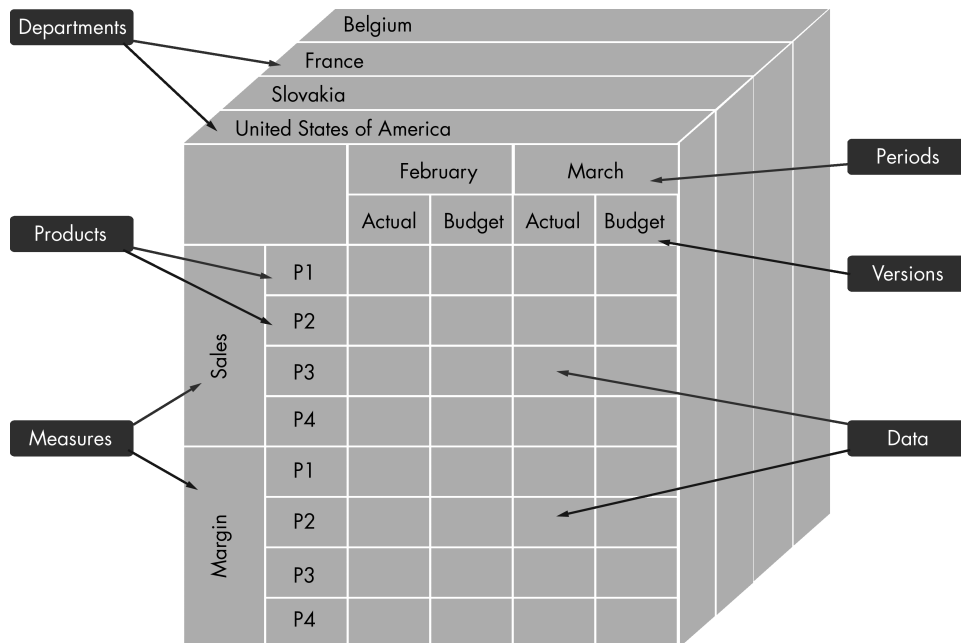 Departments
Belgium
France
Slovakia
United States of America
Periods
February
March
Products
Actual
Budget
Actual
Budget
Versions
P1
P2
Sales
P3
P4
Measures
Data
P1
P2
Margin
P3
P4